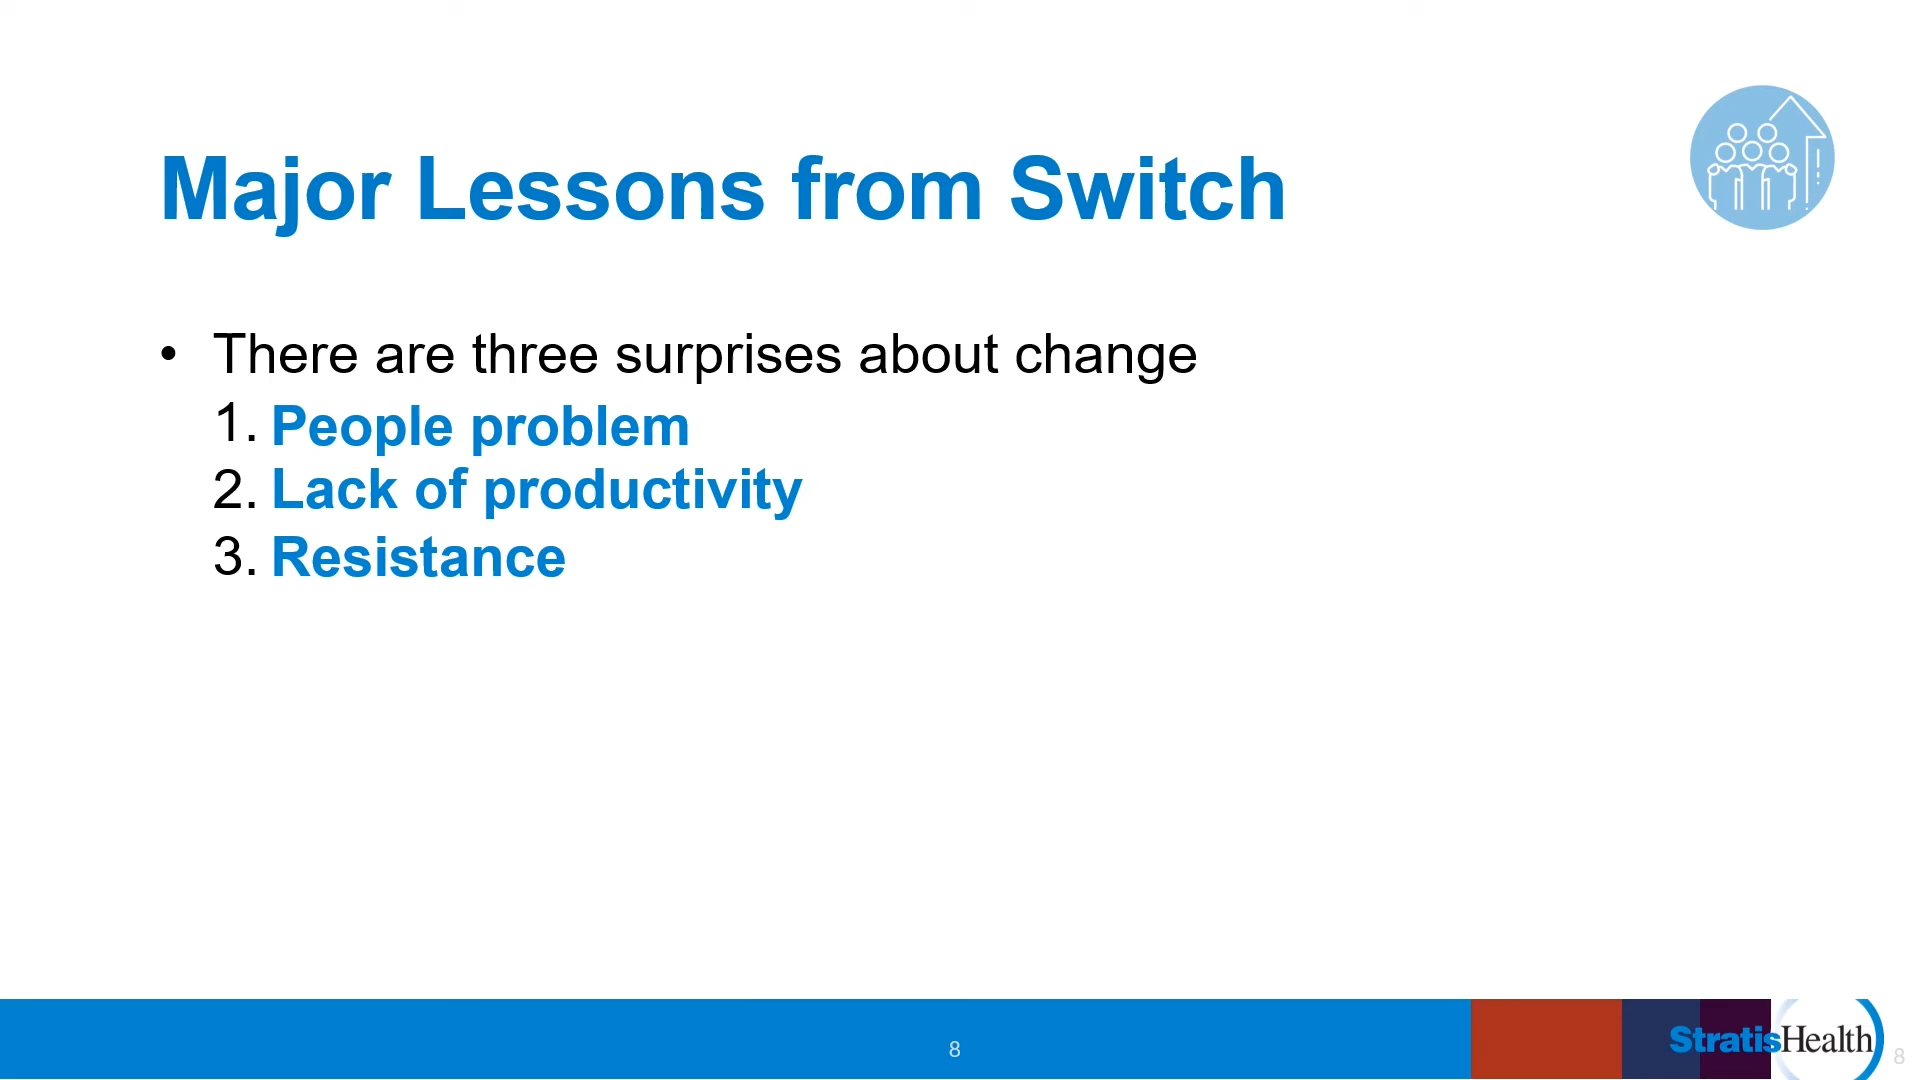 Major Lessons from Switch
• There are three surprises about change
1. People problem
2. Lack of productivity
3. Resistance
8
StratisHealth
8